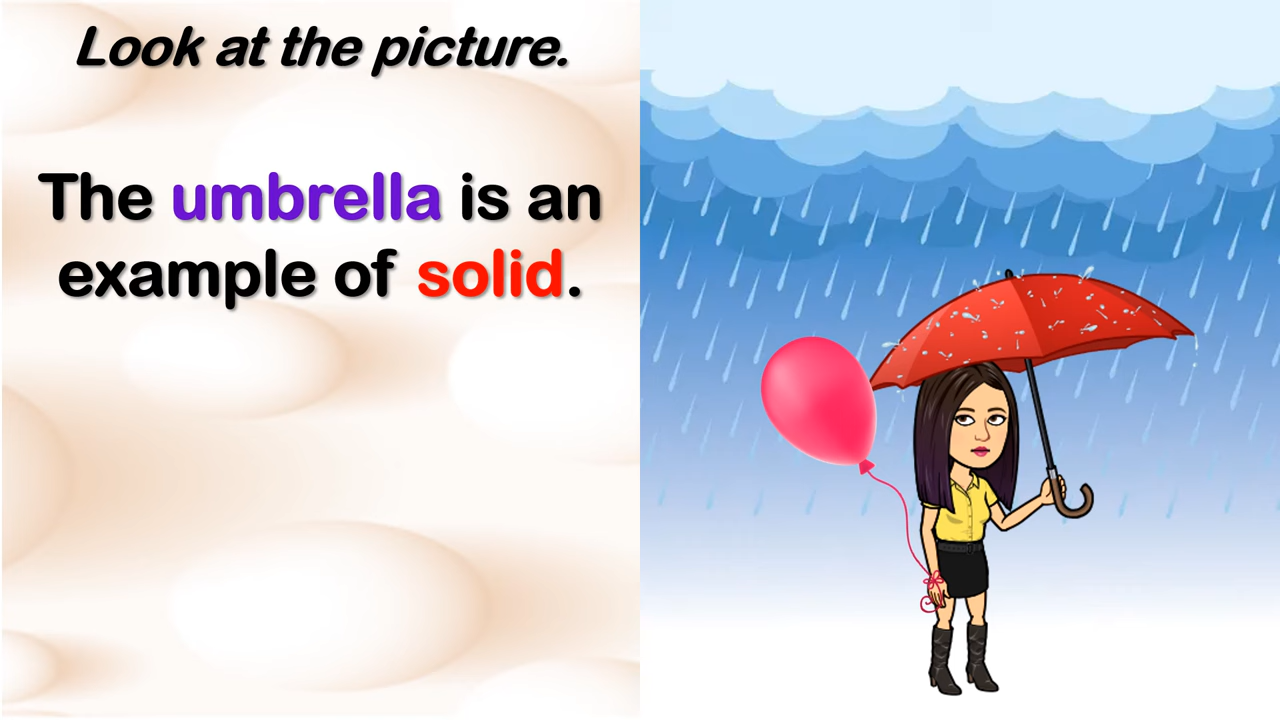 Look at the picture.
The umbrella is an
example of solid.